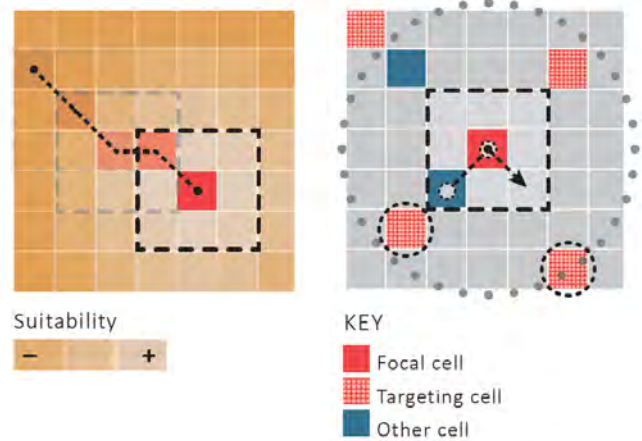 Suitability
− +
KEY
Focal cell
Targeting cell
Other cell